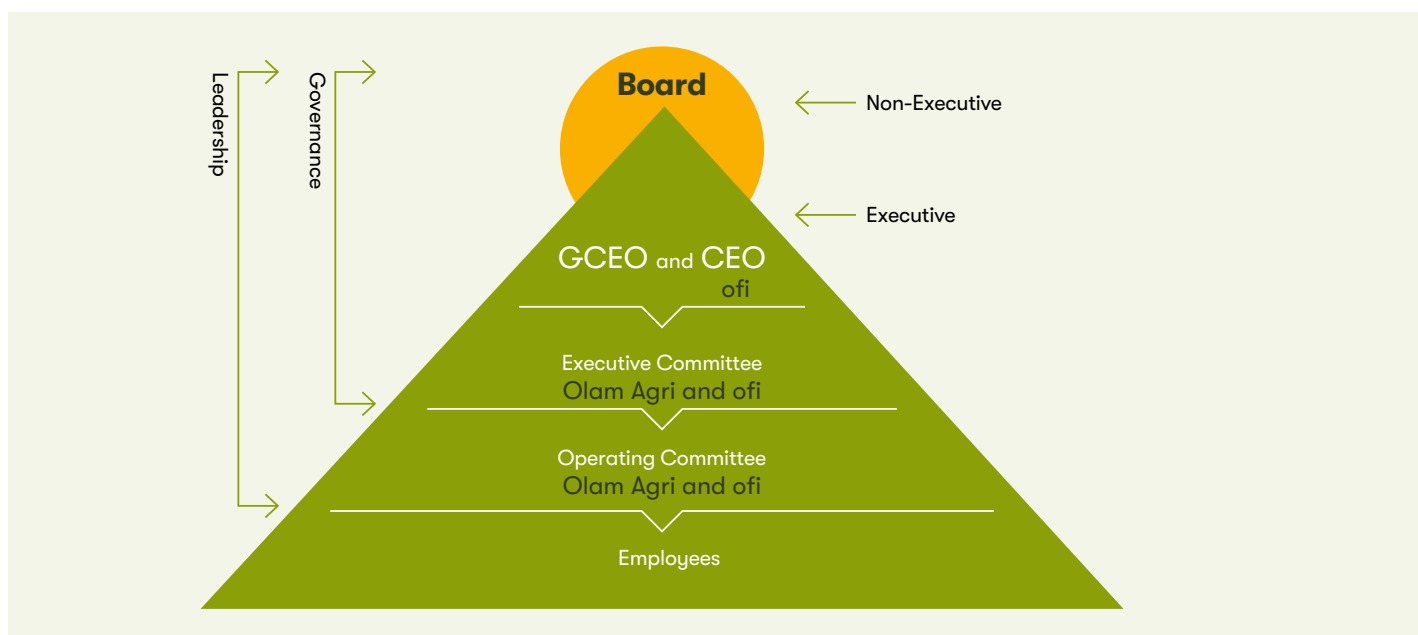 Leadership
Governance
Board
Non-Executive
Executive
GCEO and CEO
ofi
Executive Committee
Olam Agri and ofi
Operating Committee
Olam Agri and ofi
Employees